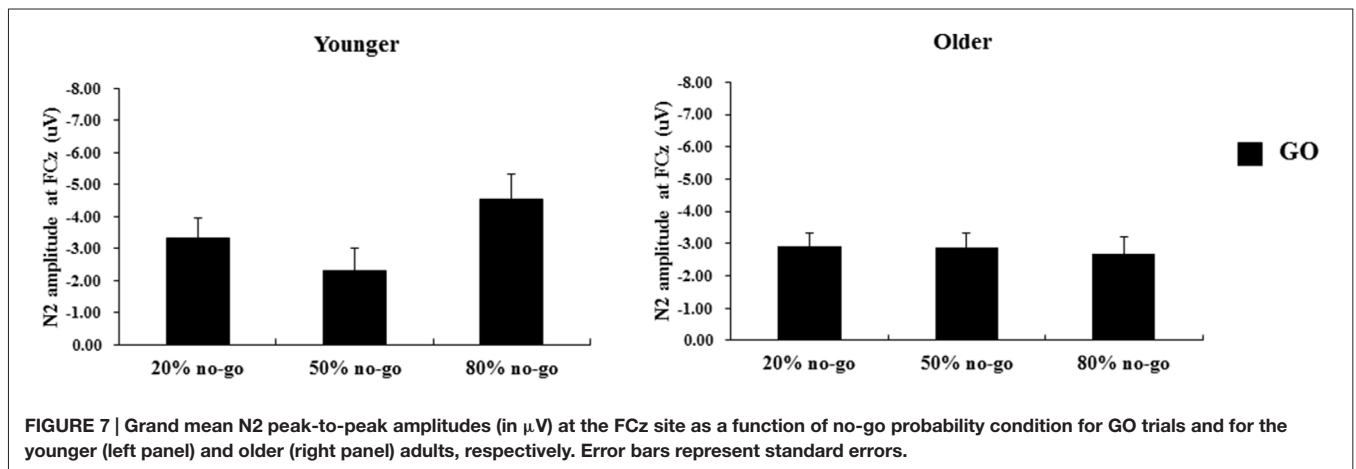 Younger
N2 amplitude at FCz (uV)
-8.00
-7.00
-6.00
-5.00
-4.00
-3.00
-2.00
-1.00
0.00
20% no-go 50% no-go 80% no-go
Older
N2 amplitude at FCz (uV)
-8.00
-7.00
-6.00
-5.00
-4.00
-3.00
-2.00
-1.00
0.00
20% no-go 50% no-go 80% no-go
GO
FIGURE 7 | Grand mean N2 peak-to-peak amplitudes (in μV) at the FCz site as a function of no-go probability condition for GO trials and for the
younger (left panel) and older (right panel) adults, respectively. Error bars represent standard errors.